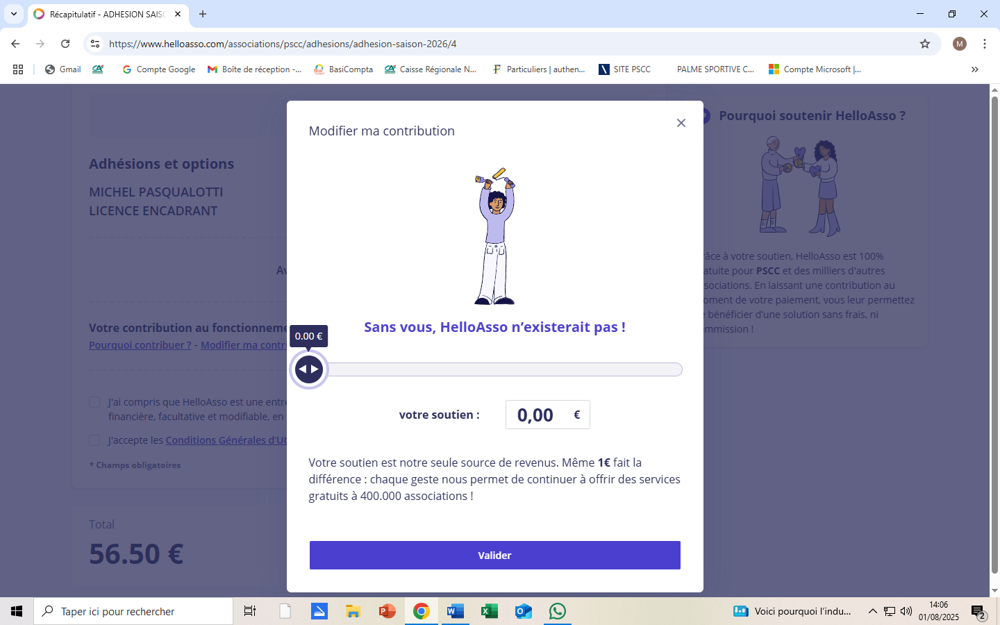 Récapitulatif - ADHESION SAISO
https://www.helloasso.com/associations/pscc/adhesions/adhesion-saison-2026/4
M
Gmail
Compte Google
Boîte de réception -...
BasiCompta
Caisse Régionale N...
Particuliers | authen...
SITE PSCC
PALME SPORTIVE C...
Compte Microsoft |...
Modifier ma contribution
Pourquoi soutenir HelloAsso ?
Adhésions et options
MICHEL PASQUALOTTI
LICENCE ENCADRANT
Av
râce à votre soutien, HelloAsso est 100%
atuite pour PSCC et des milliers d'autres
ssociations. En laissant une contribution au
oment de votre paiement, vous leur permettez
e bénéficier d'une solution sans frais, ni
mmission !
Votre contribution au fonctionneme
Pourquoi contribuer ? - Modifier ma contri
Sans vous, HelloAsso n'existerait pas !
0.00 €
votre soutien :
0,00 €
J'ai compris que HelloAsso est une entre
financière, facultative et modifiable, en
J'accepte les Conditions Générales d'Ut
* Champs obligatoires
Votre soutien est notre seule source de revenus. Même 1€ fait la
différence : chaque geste nous permet de continuer à offrir des services
gratuits à 400.000 associations !
Total
56.50 €
Valider
Taper ici pour rechercher
Voici pourquoi l'indu...
14:06
01/08/2025
2